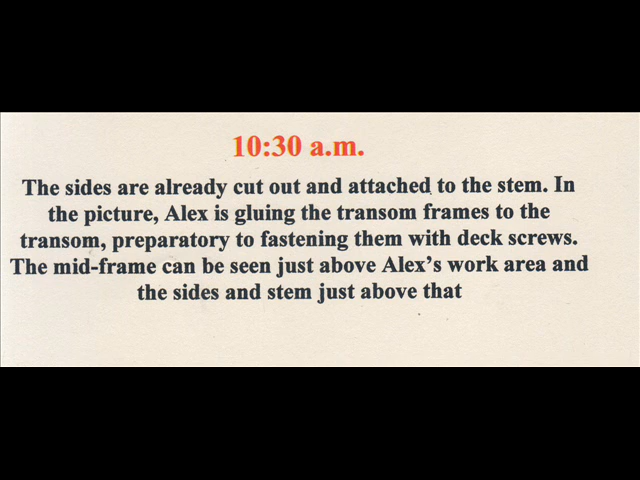 10:30 a.m.
The sides are already cut out and attached to the stem. In
the picture, Alex is gluing the transom frames to the
transom, preparatory to fastening them with deck screws.
The mid-frame can be seen just above Alex's work area and
the sides and stem just above that